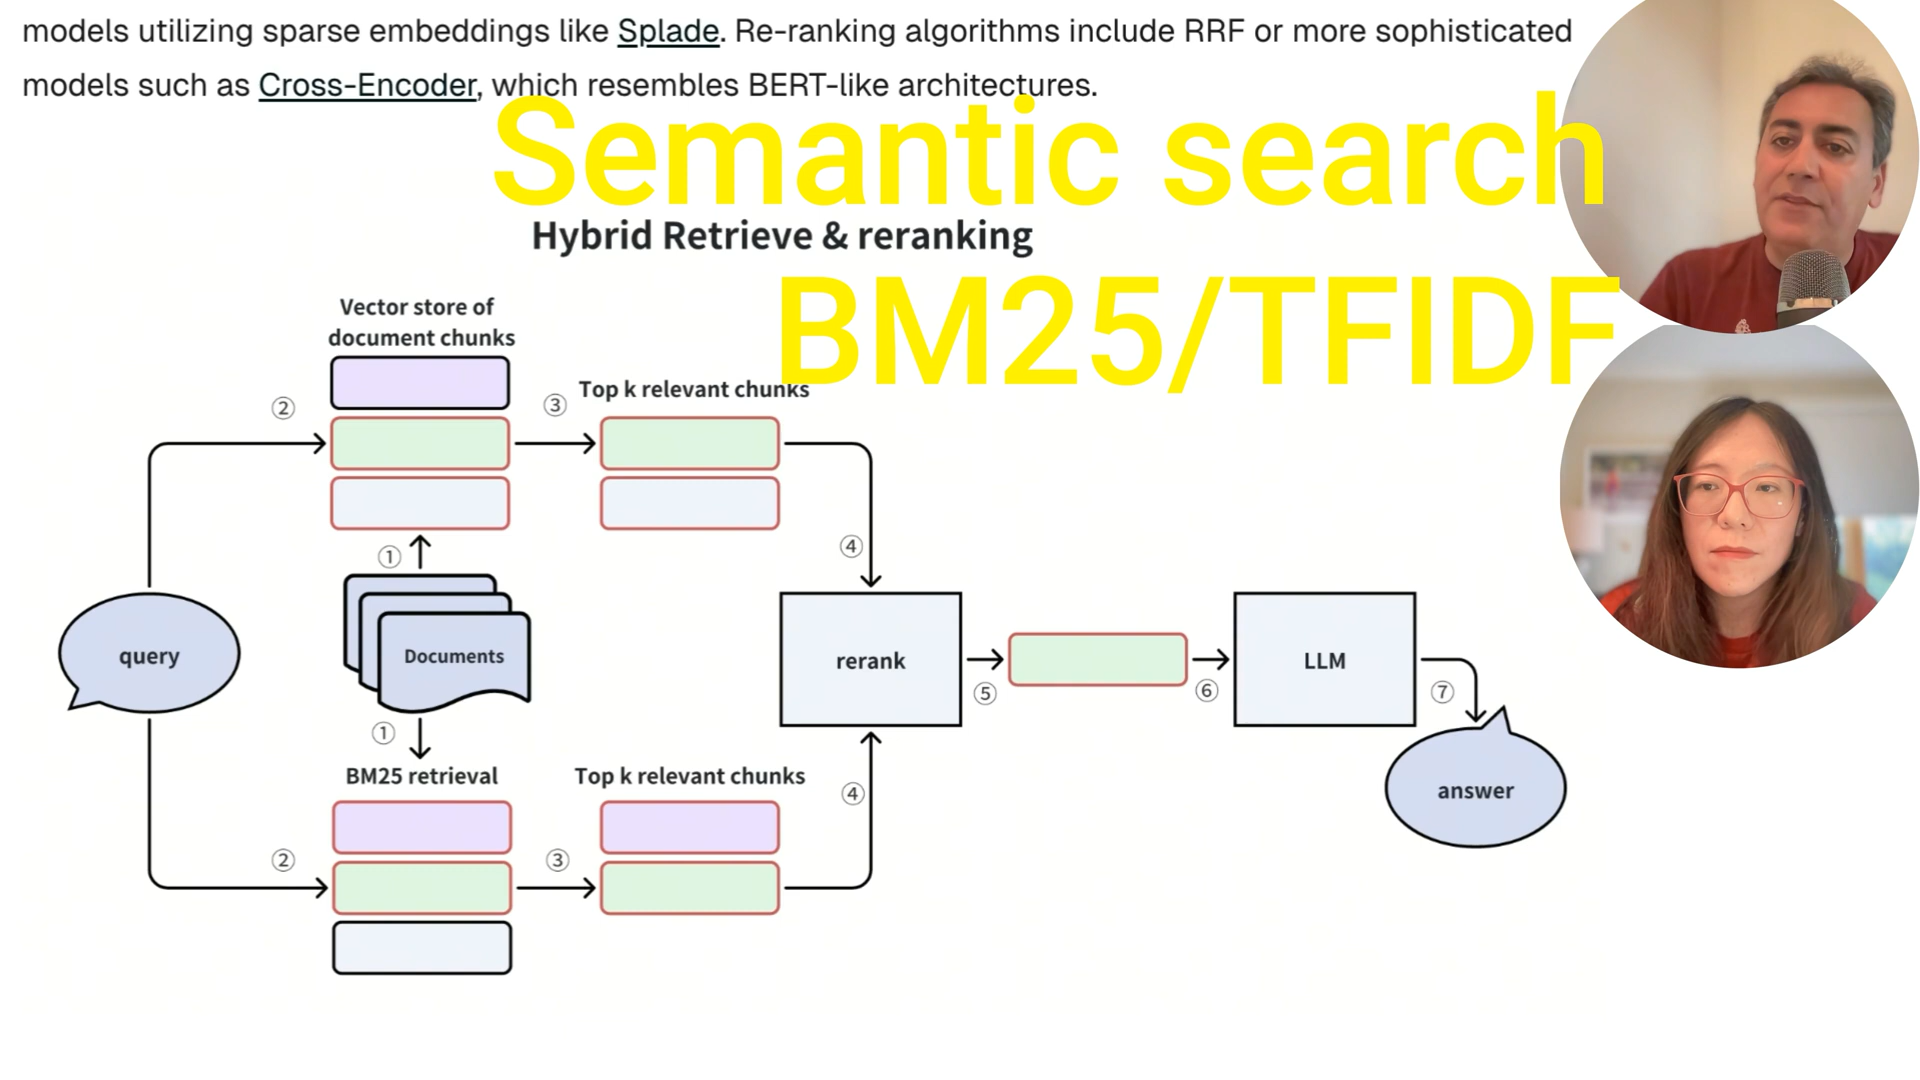 models utilizing sparse embeddings like Splade. Re-ranking algorithms include RRF or more sophisticated
models such as Cross-Encoder, which resembles BERT-like architectures.
Semantic search
Hybrid Retrieve & reranking
BM25/TFIDF
Vector store of
document chunks
② ③ Top k relevant chunks
① ④
query
Documents
rerank
⑤
⑥
LLM
⑦
①
BM25 retrieval
Top k relevant chunks
④
answer
② ③